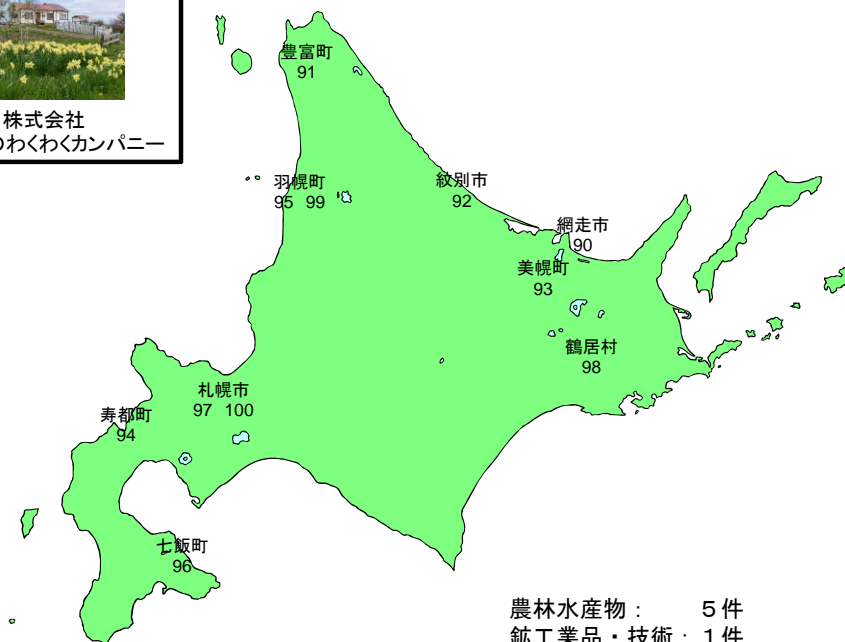 株式会社
のわくわくカンパニー
豊富町
91
羽幌町
95 99
紋別市
92
網走市
90
美幌町
93
鶴居村
98
札幌市
97 100
寿都町
94
七飯町
96
農林水産物： 5件
鉱工業品・技術：1件